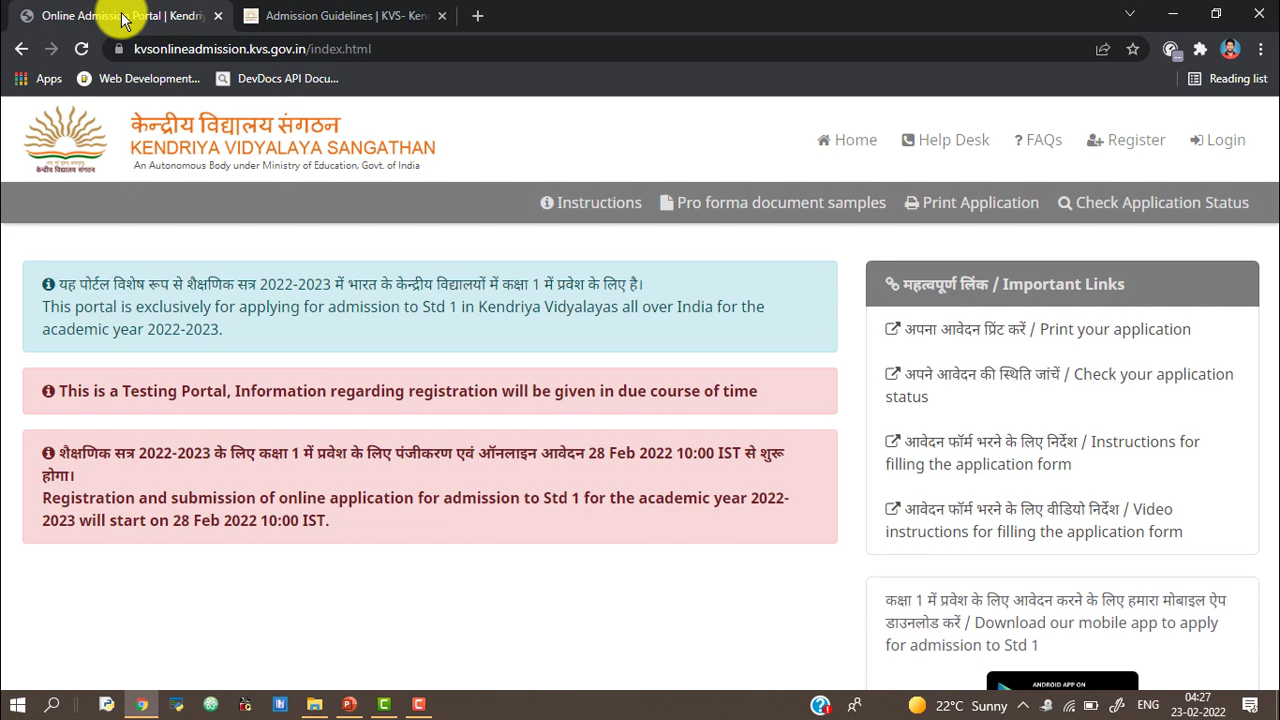 Online Admission Portal | Kendriy
Admission Guidelines | KVS- Ken
kvsonlineadmission.kvs.gov.in/index.html
Apps Web Development... DevDocs API Docu... Reading list
केन्द्रीय विद्यालय संगठन
KENDRIYA VIDYALAYA SANGATHAN
An Autonomous Body under Ministry of Education, Govt. of India
Home Help Desk ? FAQs Register Login
Instructions Pro forma document samples Print Application Check Application Status
यह पोर्टल विशेष रूप से शैक्षणिक सत्र 2022-2023 में भारत के केन्द्रीय विद्यालयों में कक्षा 1 में प्रवेश के लिए है।
This portal is exclusively for applying for admission to Std 1 in Kendriya Vidyalayas all over India for the
academic year 2022-2023.
This is a Testing Portal, Information regarding registration will be given in due course of time
शैक्षणिक सत्र 2022-2023 के लिए कक्षा 1 में प्रवेश के लिए पंजीकरण एवं ऑनलाइन आवेदन 28 Feb 2022 10:00 IST से शुरू
होगा।
Registration and submission of online application for admission to Std 1 for the academic year 2022-
2023 will start on 28 Feb 2022 10:00 IST.
महत्वपूर्ण लिंक / Important Links
अपना आवेदन प्रिंट करें / Print your application
अपने आवेदन की स्थिति जांचें / Check your application
status
आवेदन फॉर्म भरने के लिए निर्देश / Instructions for
filling the application form
आवेदन फॉर्म भरने के लिए वीडियो निर्देश / Video
instructions for filling the application form
कक्षा 1 में प्रवेश के लिए आवेदन करने के लिए हमारा मोबाइल ऐप
डाउनलोड करें / Download our mobile app to apply
for admission to Std 1
ANDROID APP ON
22°C Sunny ENG 04:27
23-02-2022